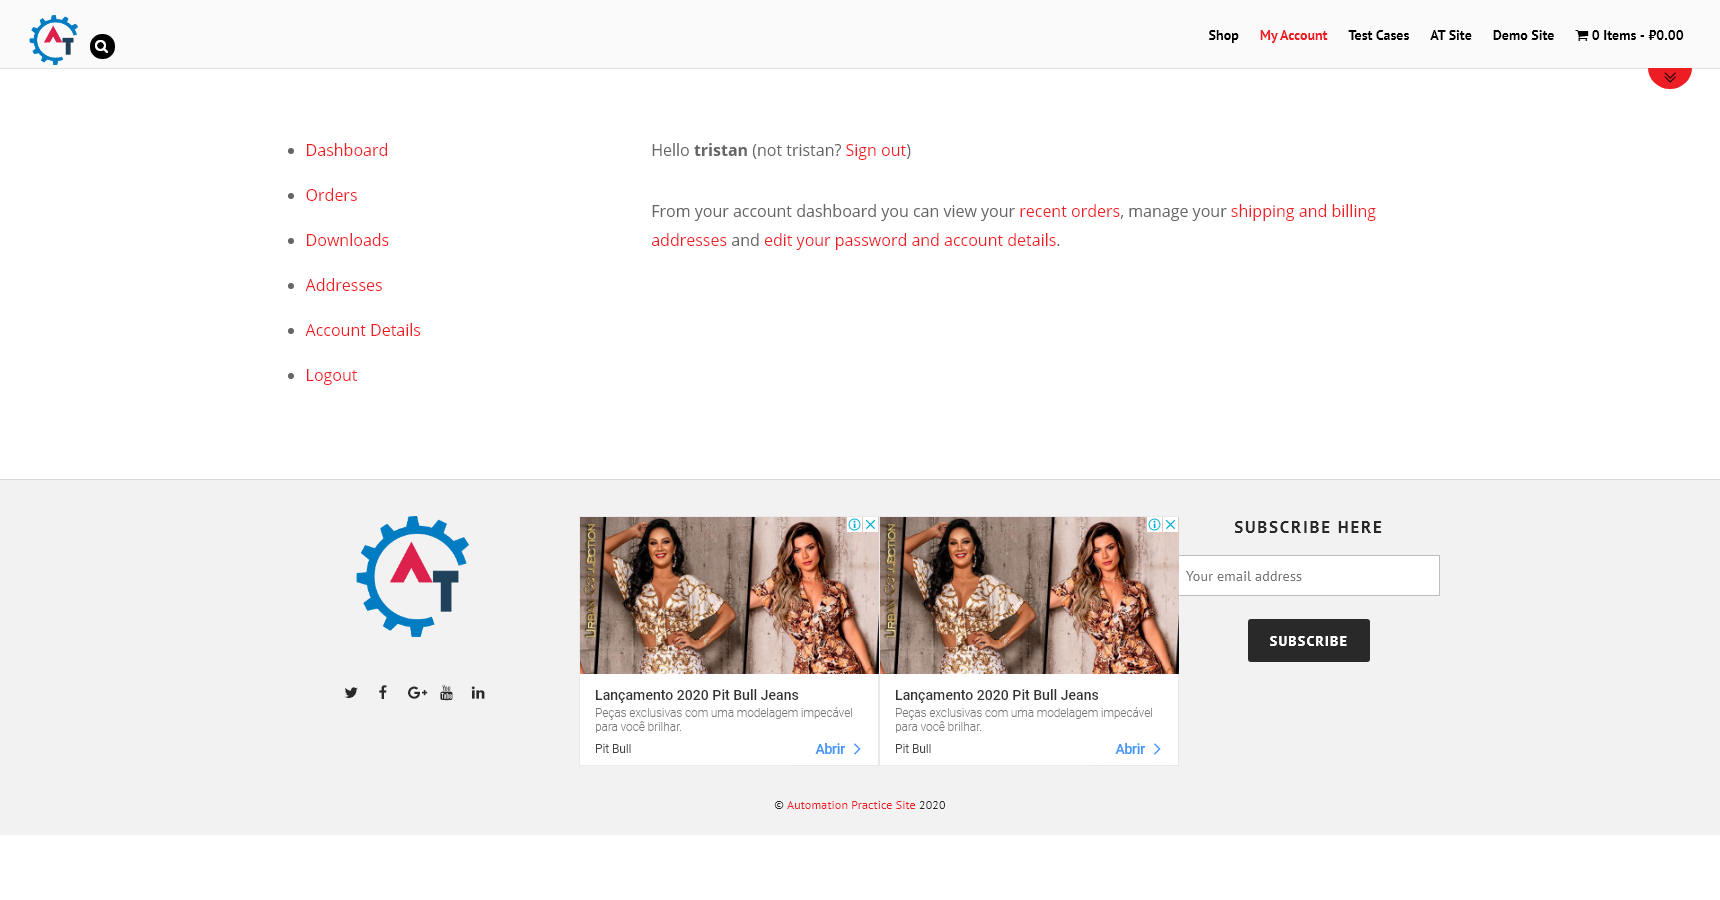 AT
Shop
My Account
Test Cases
AT Site
Demo Site
0 Items - ₽0.00
Dashboard
Orders
Downloads
Addresses
Account Details
Logout
Hello tristan (not tristan? Sign out)
From your account dashboard you can view your recent orders, manage your shipping and billing
addresses and edit your password and account details.
AT
URBAN COLLECTION
Lançamento 2020 Pit Bull Jeans
Peças exclusivas com uma modelagem impecável
para você brilhar.
Pit Bull
Abrir
URBAN COLLECTION
Lançamento 2020 Pit Bull Jeans
Peças exclusivas com uma modelagem impecável
para você brilhar.
Pit Bull
Abrir
SUBSCRIBE HERE
Your email address
SUBSCRIBE
© Automation Practice Site 2020